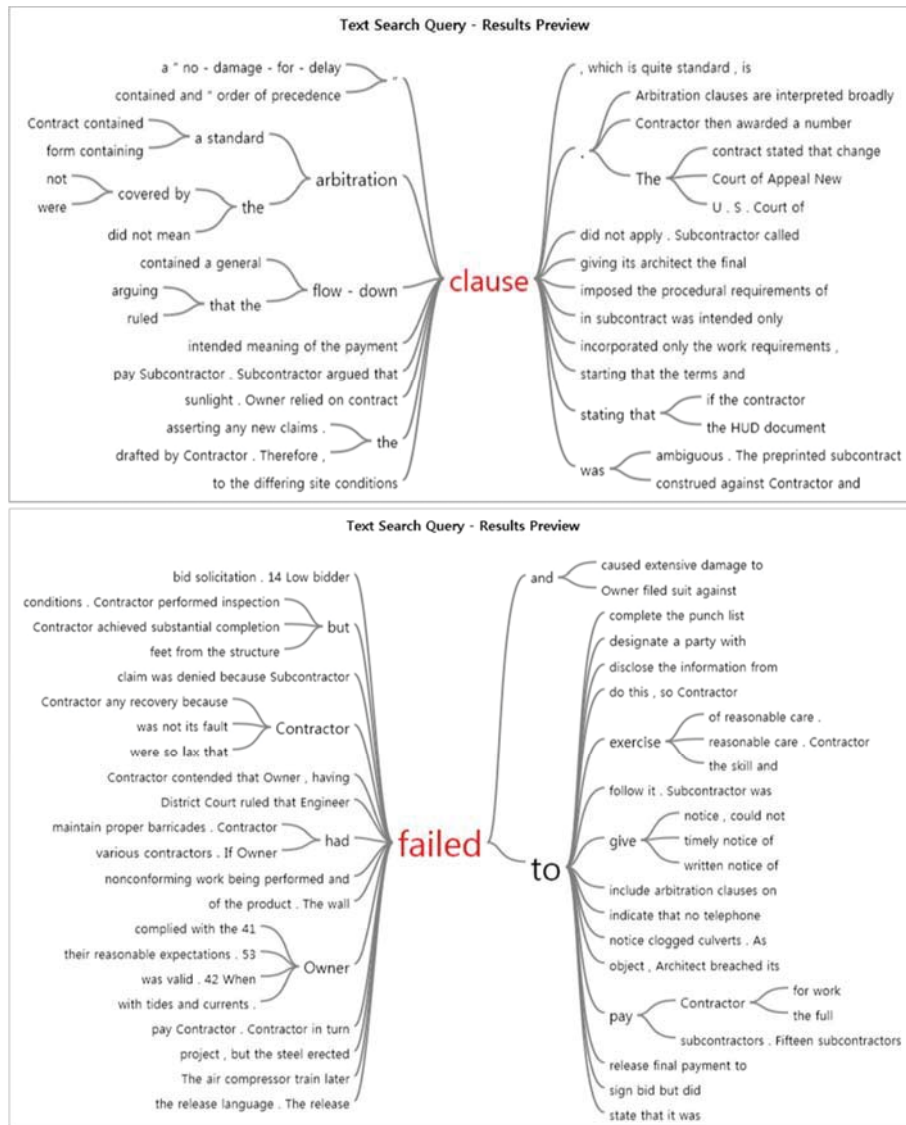 Text Search Query - Results Preview
a " no - damage - for - delay
contained and " order of precedence
"
Contract contained
form containing
a standard
not
were
covered by
did not mean
the
arbitration
contained a general
arguing
ruled
that the
flow - down
intended meaning of the payment
pay Subcontractor . Subcontractor argued that
sunlight . Owner relied on contract
asserting any new claims .
drafted by Contractor . Therefore ,
the
to the differing site conditions
clause
, which is quite standard , is
.
Arbitration clauses are interpreted broadly
Contractor then awarded a number
The
contract stated that change
Court of Appeal New
U . S . Court of
did not apply . Subcontractor called
giving its architect the final
imposed the procedural requirements of
in subcontract was intended only
incorporated only the work requirements ,
starting that the terms and
stating that
if the contractor
the HUD document
was
ambiguous . The preprinted subcontract
construed against Contractor and
Text Search Query - Results Preview
bid solicitation . 14 Low bidder
conditions . Contractor performed inspection
Contractor achieved substantial completion
feet from the structure
but
claim was denied because Subcontractor
Contractor any recovery because
was not its fault
were so lax that
Contractor
Contractor contended that Owner , having
District Court ruled that Engineer
maintain proper barricades . Contractor
various contractors . If Owner
had
nonconforming work being performed and
of the product . The wall
complied with the 41
their reasonable expectations . 53
was valid . 42 When
with tides and currents .
Owner
pay Contractor . Contractor in turn
project , but the steel erected
The air compressor train later
the release language . The release
failed
and
caused extensive damage to
Owner filed suit against
to
complete the punch list
designate a party with
disclose the information from
do this , so Contractor
exercise
of reasonable care .
reasonable care . Contractor
the skill and
follow it . Subcontractor was
give
notice , could not
timely notice of
written notice of
include arbitration clauses on
indicate that no telephone
notice clogged culverts . As
object , Architect breached its
pay
Contractor
for work
the full
subcontractors . Fifteen subcontractors
release final payment to
sign bid but did
state that it was